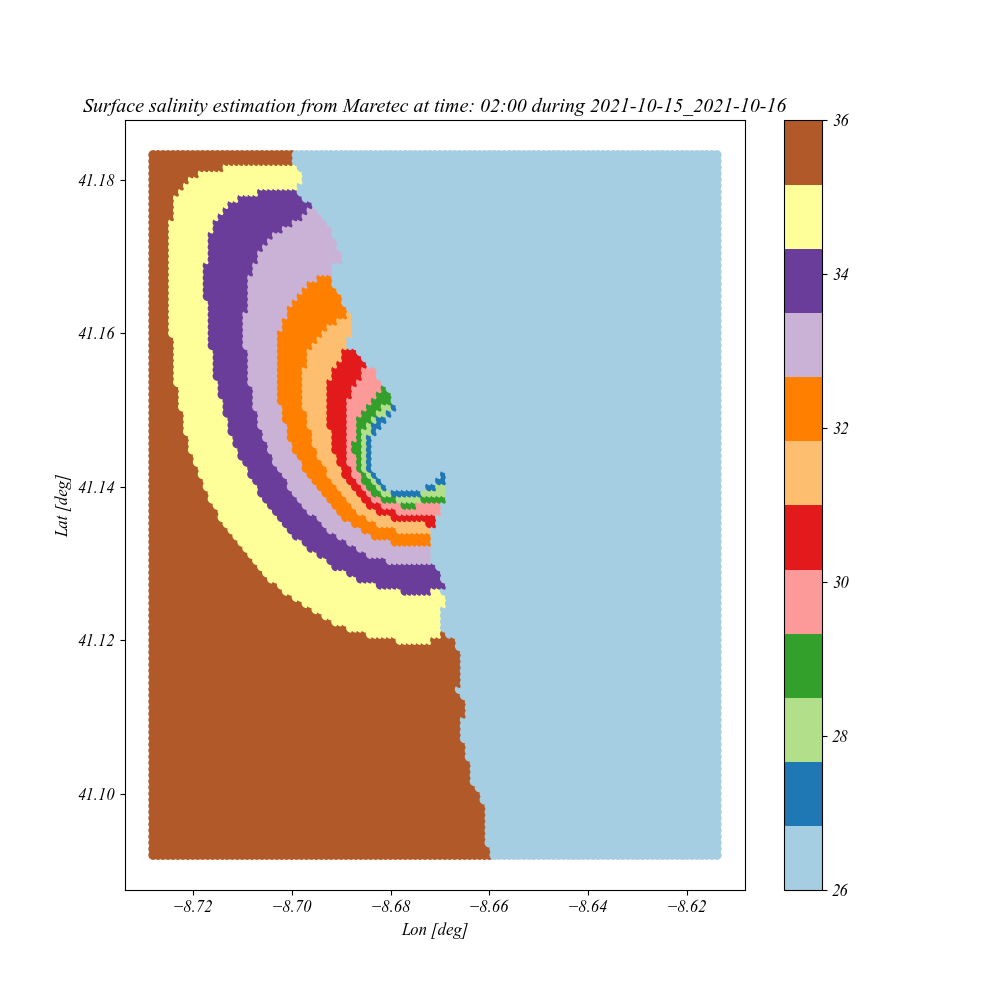 Surface salinity estimation from Maretec at time: 02:00 during 2021-10-15_2021-10-16
41.18
41.16
41.14
41.12
41.10
Lat [deg]
−8.72 −8.70 −8.68 −8.66 −8.64 −8.62
Lon [deg]
36
34
32
30
28
26